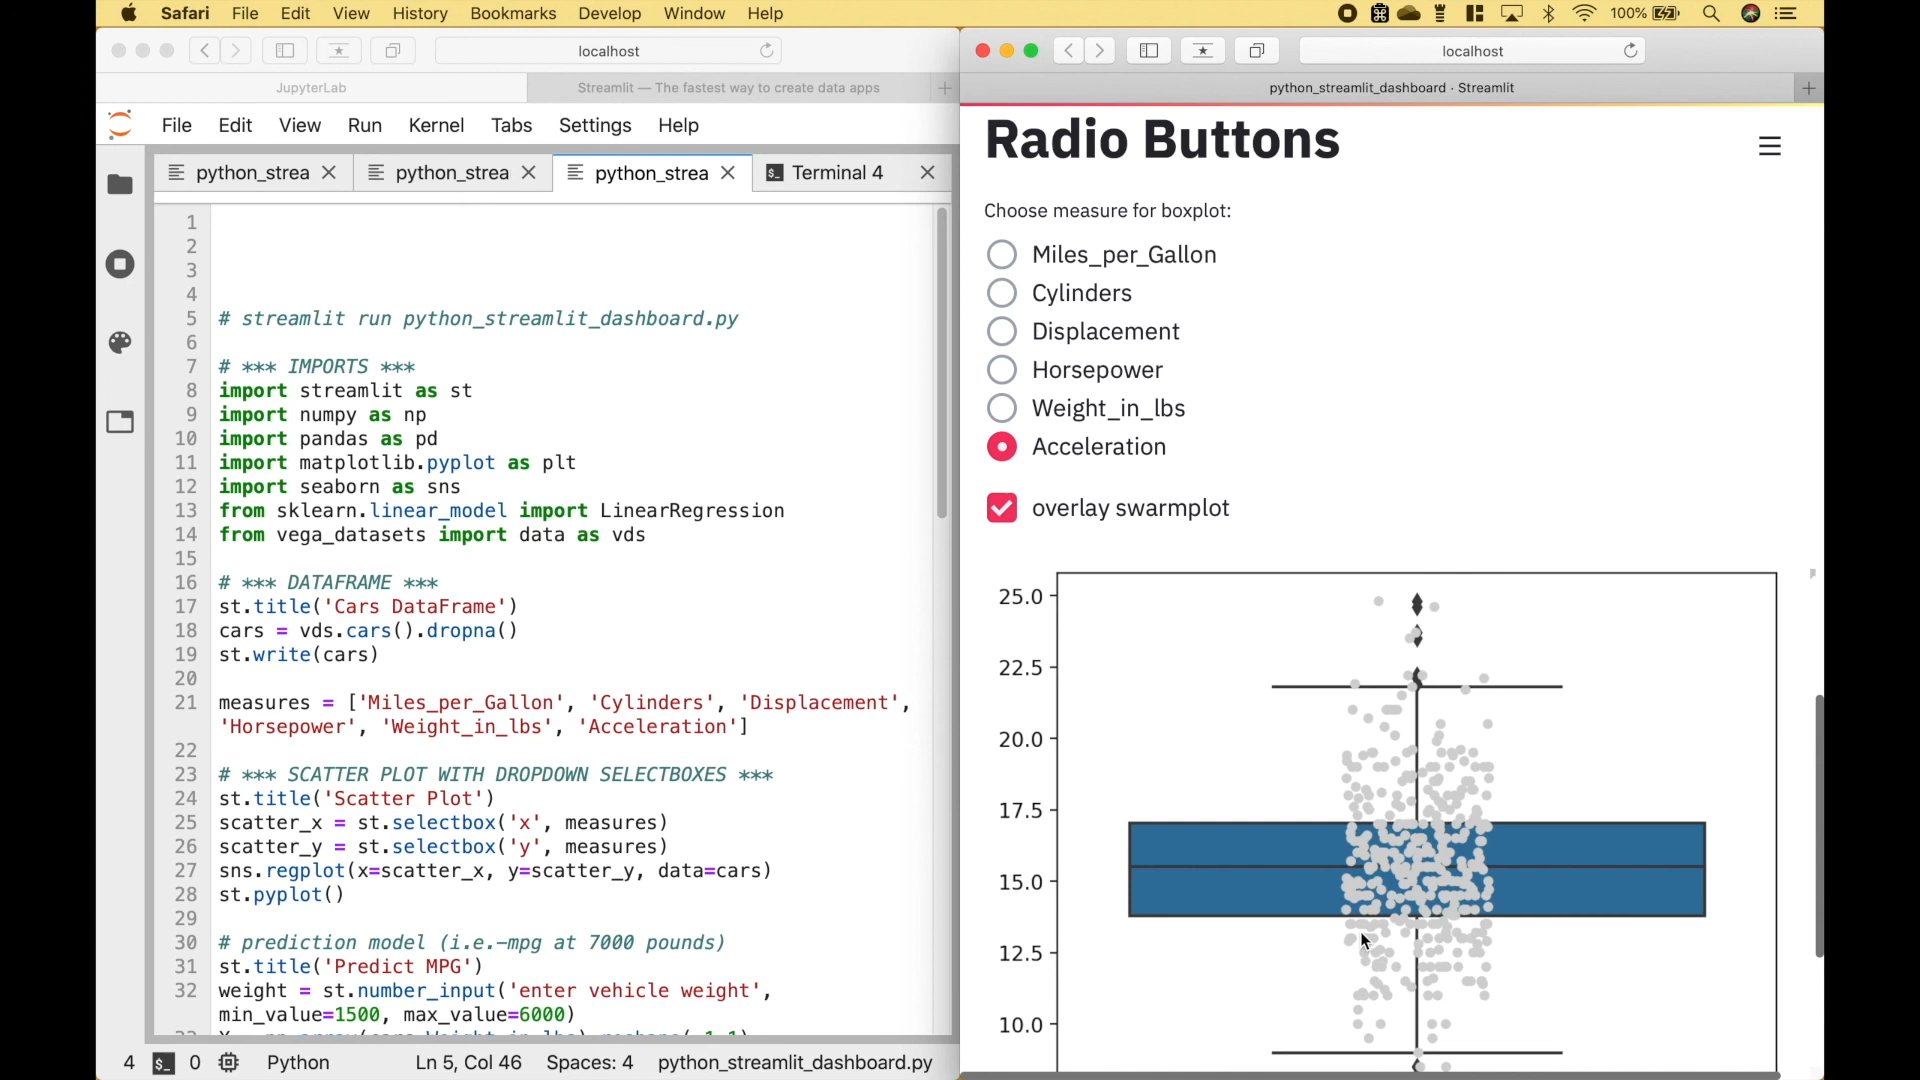 Safari File Edit View History Bookmarks Develop Window Help 100%
localhost
JupyterLab Streamlit — The fastest way to create data apps
File Edit View Run Kernel Tabs Settings Help
python_strea python_strea python_strea Terminal 4
1
2
3
4
5 # streamlit run python_streamlit_dashboard.py
6
7 # *** IMPORTS ***
8 import streamlit as st
9 import numpy as np
10 import pandas as pd
11 import matplotlib.pyplot as plt
12 import seaborn as sns
13 from sklearn.linear_model import LinearRegression
14 from vega_datasets import data as vds
15
16 # *** DATAFRAME ***
17 st.title('Cars DataFrame')
18 cars = vds.cars().dropna()
19 st.write(cars)
20
21 measures = ['Miles_per_Gallon', 'Cylinders', 'Displacement',
'Horsepower', 'Weight_in_lbs', 'Acceleration']
22
23 # *** SCATTER PLOT WITH DROPDOWN SELECTBOXES ***
24 st.title('Scatter Plot')
25 scatter_x = st.selectbox('x', measures)
26 scatter_y = st.selectbox('y', measures)
27 sns.regplot(x=scatter_x, y=scatter_y, data=cars)
28 st.pyplot()
29
30 # prediction model (i.e.-mpg at 7000 pounds)
31 st.title('Predict MPG')
32 weight = st.number_input('enter vehicle weight',
min_value=1500, max_value=6000)
4 0 Python Ln 5, Col 46 Spaces: 4 python_streamlit_dashboard.py
localhost
python_streamlit_dashboard · Streamlit
Radio Buttons
Choose measure for boxplot:
Miles_per_Gallon
Cylinders
Displacement
Horsepower
Weight_in_lbs
Acceleration
overlay swarmplot
25.0
22.5
20.0
17.5
15.0
12.5
10.0